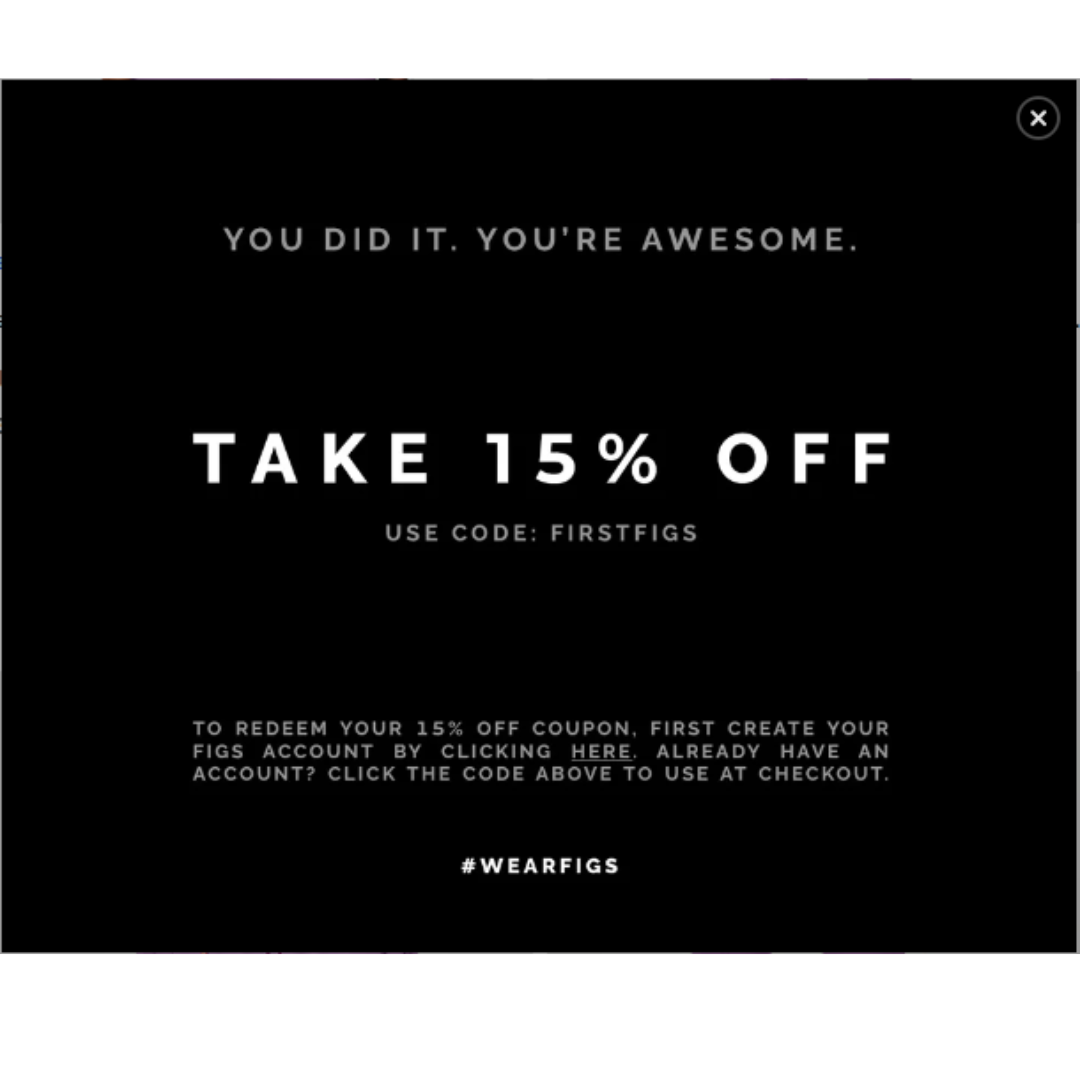 YOU DID IT. YOU'RE AWESOME.
TAKE 15% OFF
USE CODE: FIRSTFIGS
TO REDEEM YOUR 15% OFF COUPON, FIRST CREATE YOUR
FIGS ACCOUNT BY CLICKING HERE. ALREADY HAVE AN
ACCOUNT? CLICK THE CODE ABOVE TO USE AT CHECKOUT.
#WEARFIGS